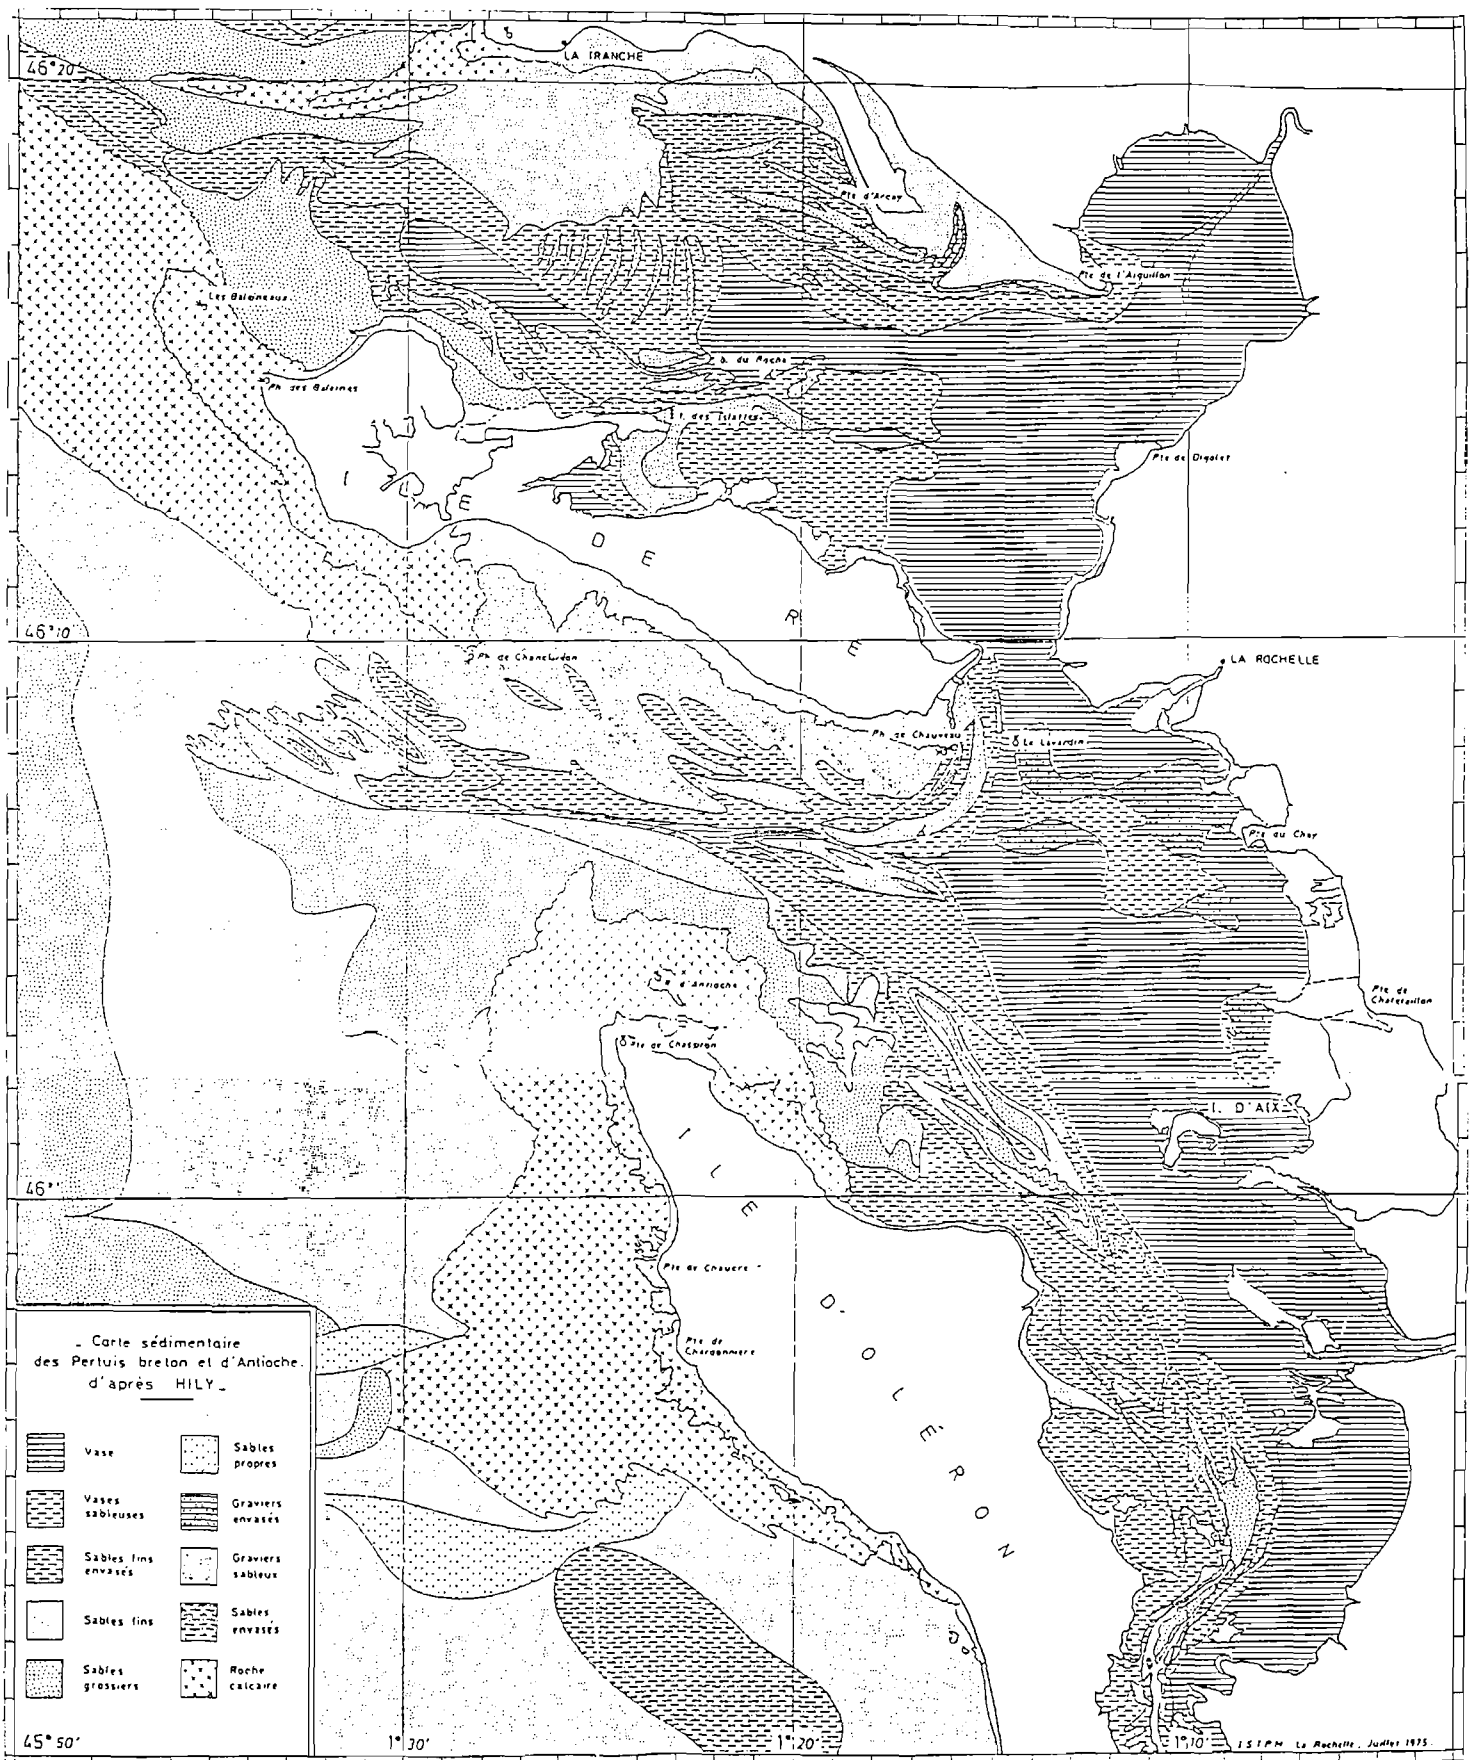 LA TRANCHE
46°20'
Pte d'Arcay
Pte de l'Aiguillon
Les Baleineaux
b. du Roche
Ph. des Baleines
I. des Islattes
Pte de Digolet
I E
D E
R E
46°10'
Ph de Chanchardon
LA ROCHELLE
Ph. de Chauveau
Le Lavardin
Pte du Chay
d'Antioche
Pte de
Chatelaillon
Pte de Chassiron
I. D'AIX
46°
I L E
Pte de Chaucre
D' O L É R O N
Pte de
Chardonnière
- Carte sédimentaire
des Pertuis breton et d'Antioche.
d'après HILY -
Vase
Sables
propres
Vases
sableuses
Graviers
envasés
Sables fins
envasés
Graviers
sableux
Sables fins
Sables
envasés
Sables
grossiers
Roche
calcaire
45°50'
1°30'
1°20'
1°10'
I S T P M La Rochelle. Juillet 1975.